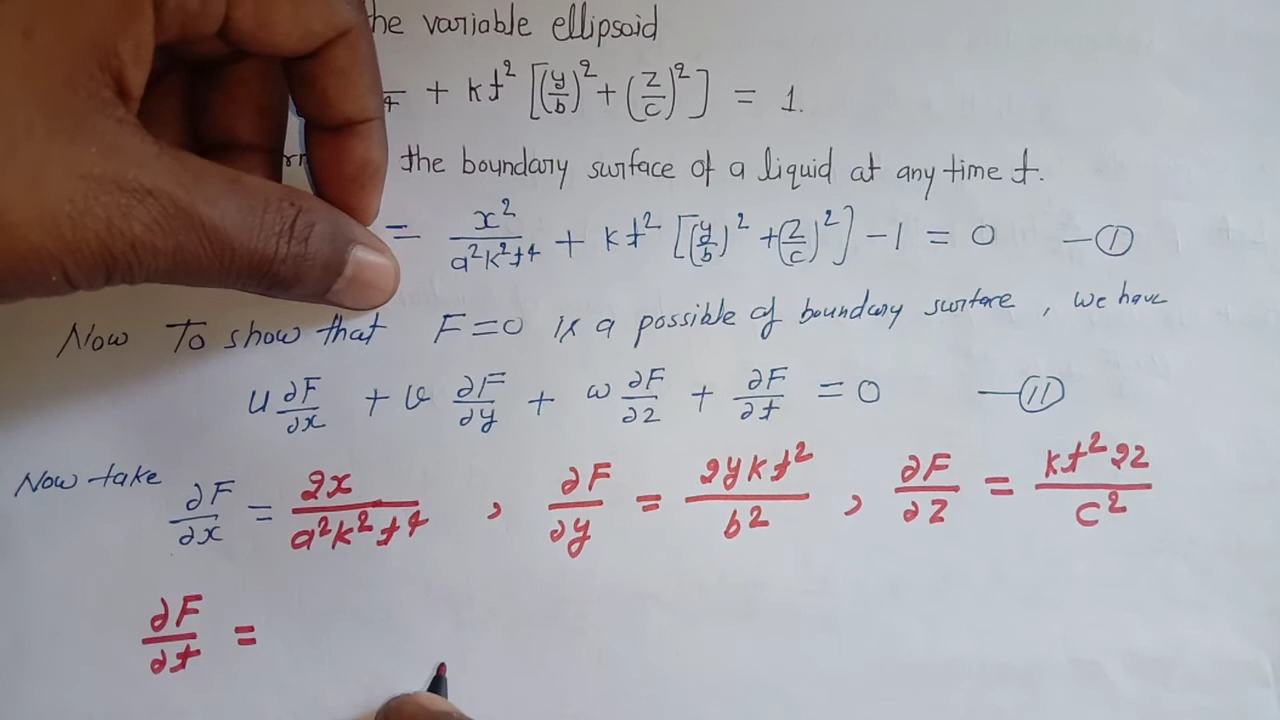 he variable ellipsoid
+ kt² [(y/b)² + (z/c)²] = 1.
the boundary surface of a liquid at any time t.
= x²/a²k²t⁴ + kt² [(y/b)² + (z/c)²] - 1 = 0 — ①
Now To show that F=0 is a possible of boundary surface, we have
u ∂F/∂x + v ∂F/∂y + w ∂F/∂z + ∂F/∂t = 0 — ⑪
Now take ∂F/∂x = 2x/a²k²t⁴ , ∂F/∂y = 2ykt²/b² , ∂F/∂z = kt²2z/c²
∂F/∂t =